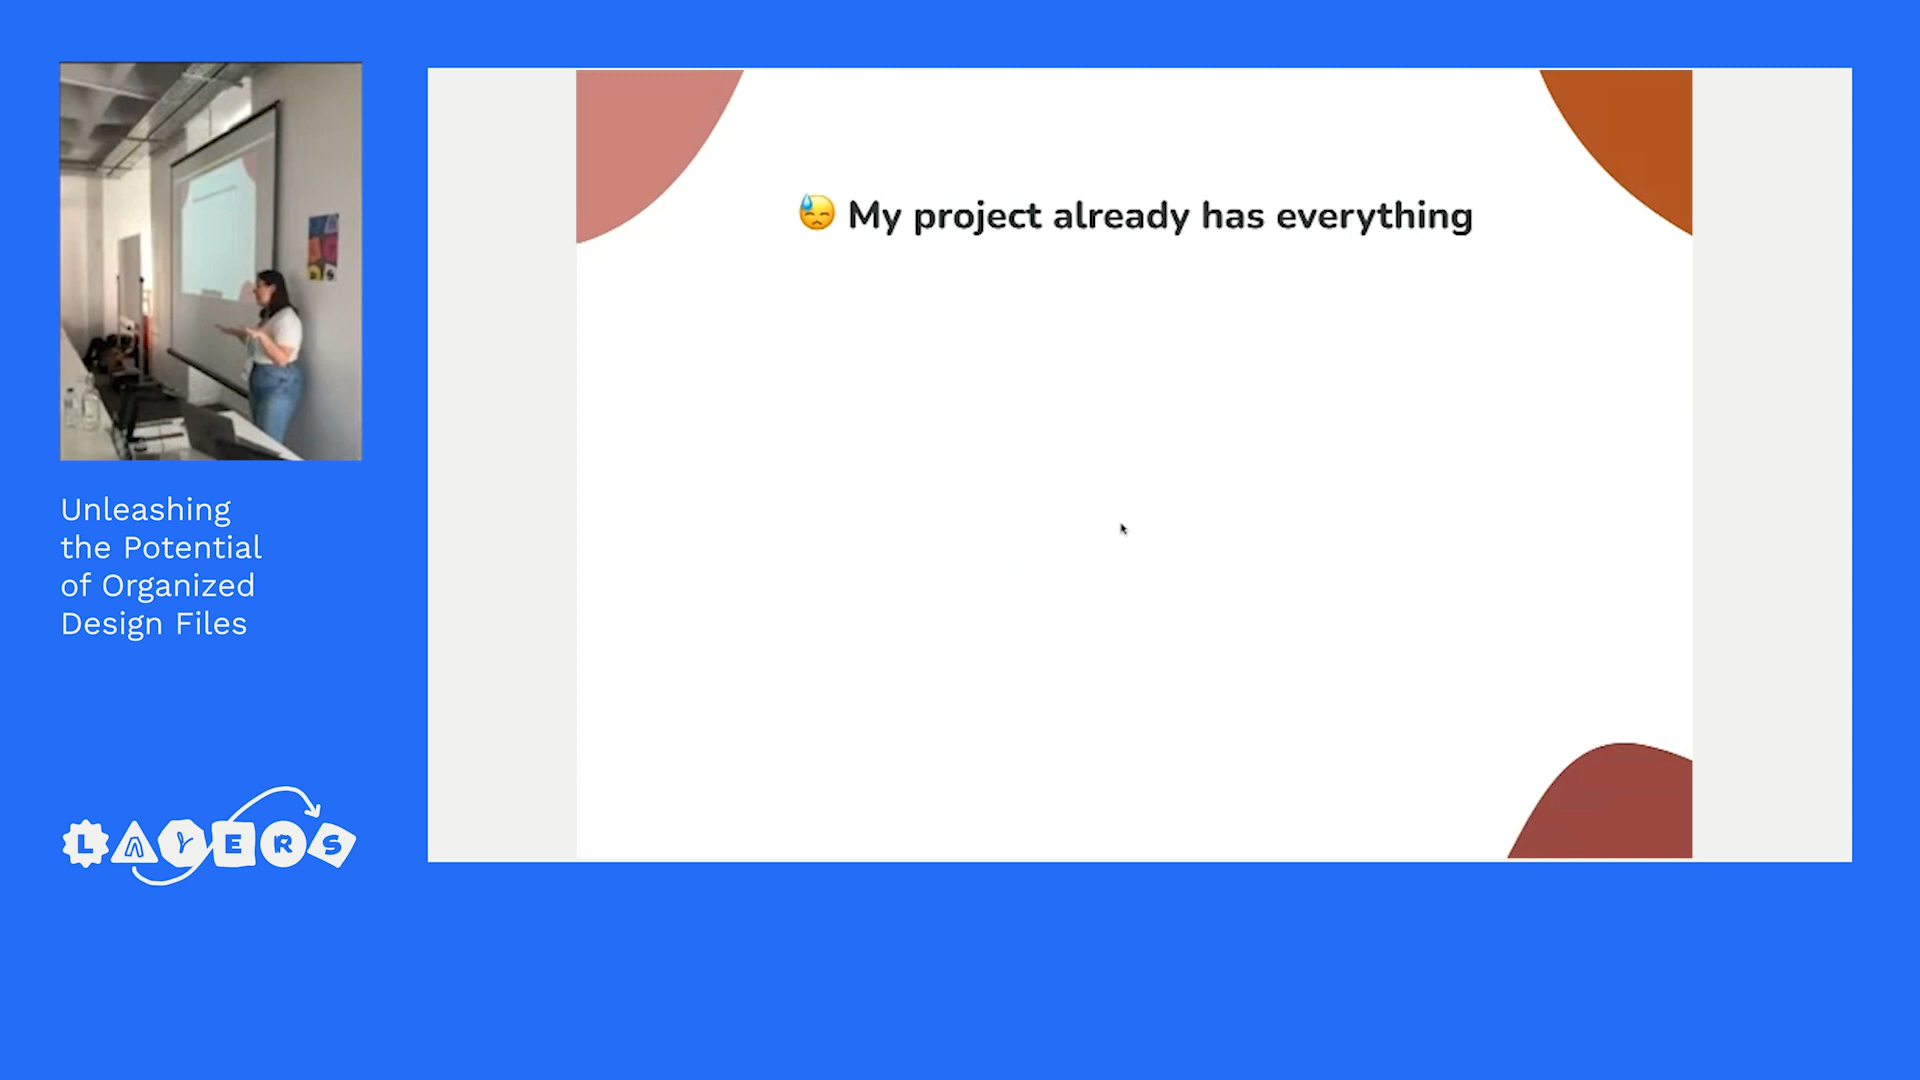 😓 My project already has everything
Unleashing
the Potential
of Organized
Design Files
LAYERS